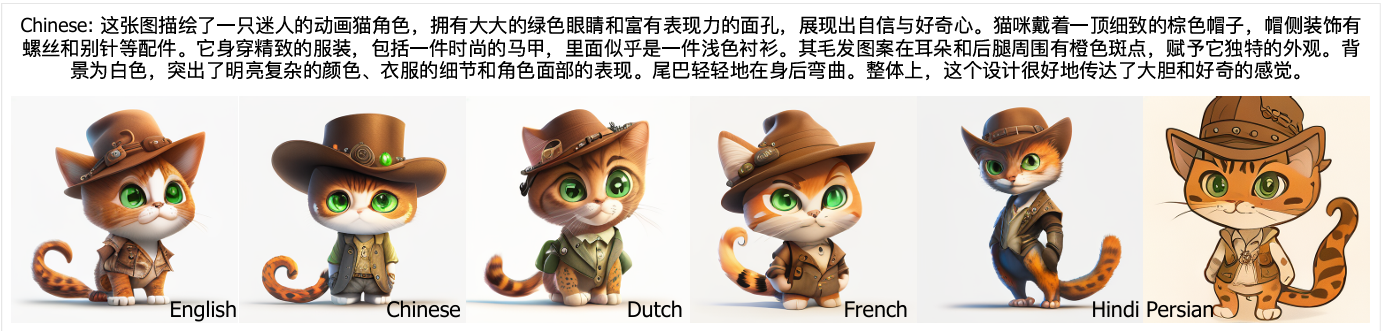 Chinese: 这张图描绘了一只迷人的动画猫角色，拥有大大的绿色眼睛和富有表现力的面孔，展现出自信与好奇心。猫咪戴着一顶细致的棕色帽子，帽侧装饰有
螺丝和别针等配件。它身穿精致的服装，包括一件时尚的马甲，里面似乎是一件浅色衬衫。其毛发图案在耳朵和后腿周围有橙色斑点，赋予它独特的外观。背
景为白色，突出了明亮复杂的颜色、衣服的细节和角色面部的表现。尾巴轻轻地在身后弯曲。整体上，这个设计很好地传达了大胆和好奇的感觉。
English Chinese Dutch French Hindi Persian